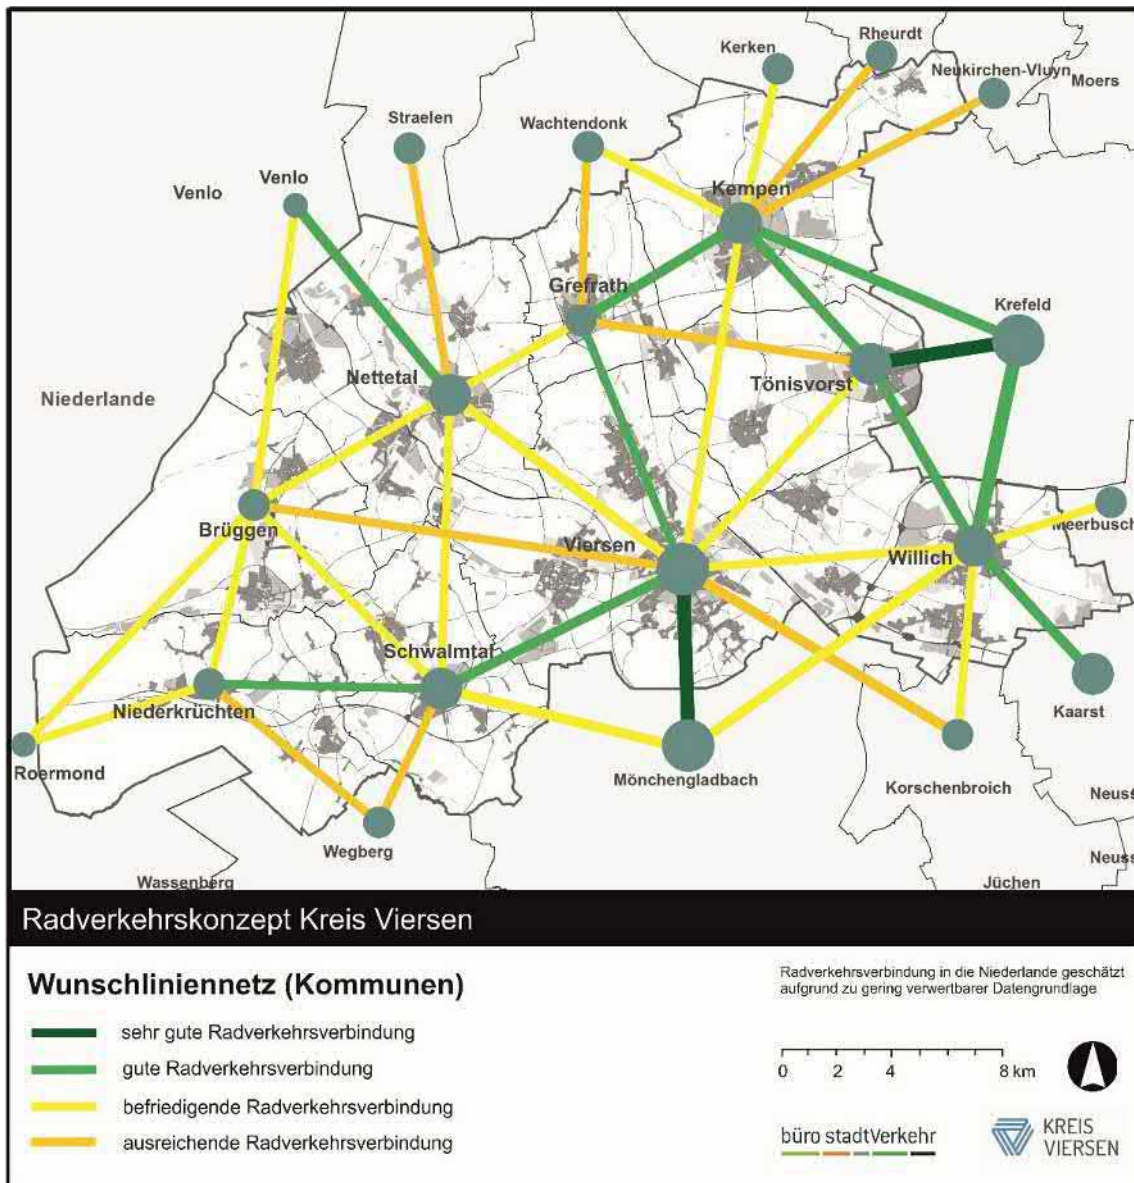 Rheurdt
Kerken
Neukirchen-Vluyn
Moers
Straelen
Wachtendonk
Venlo
Venlo
Kempen
Grefrath
Krefeld
Nettetal
Tönisvorst
Niederlande
Brüggen
Viersen
Meerbusch
Willich
Schwalmtal
Niederkrüchten
Kaarst
Roermond
Mönchengladbach
Korschenbroich
Neuss
Wegberg
Neuss
Wassenberg
Jüchen
Radverkehrskonzept Kreis Viersen
Wunschliniennetz (Kommunen)
sehr gute Radverkehrsverbindung
gute Radverkehrsverbindung
befriedigende Radverkehrsverbindung
ausreichende Radverkehrsverbindung
Radverkehrsverbindung in die Niederlande geschätzt
aufgrund zu gering verwertbarer Datengrundlage
0 2 4 8 km
büro stadtVerkehr
KREIS
VIERSEN